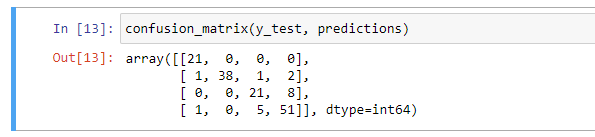 In [13]: confusion_matrix(y_test, predictions)
Out[13]: array([[21,  0,  0,  0],
       [ 1, 38,  1,  2],
       [ 0,  0, 21,  8],
       [ 1,  0,  5, 51]], dtype=int64)